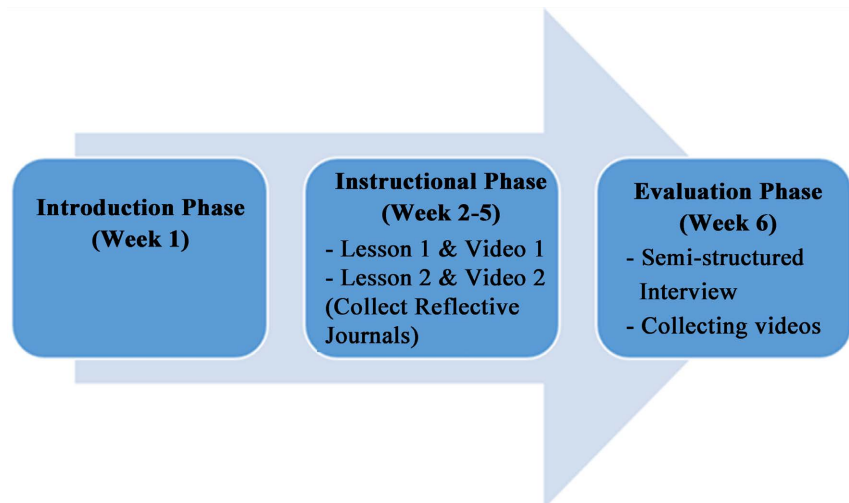 Introduction Phase
(Week 1)
Instructional Phase
(Week 2-5)
- Lesson 1 & Video 1
- Lesson 2 & Video 2
(Collect Reflective
Journals)
Evaluation Phase
(Week 6)
- Semi-structured
Interview
- Collecting videos